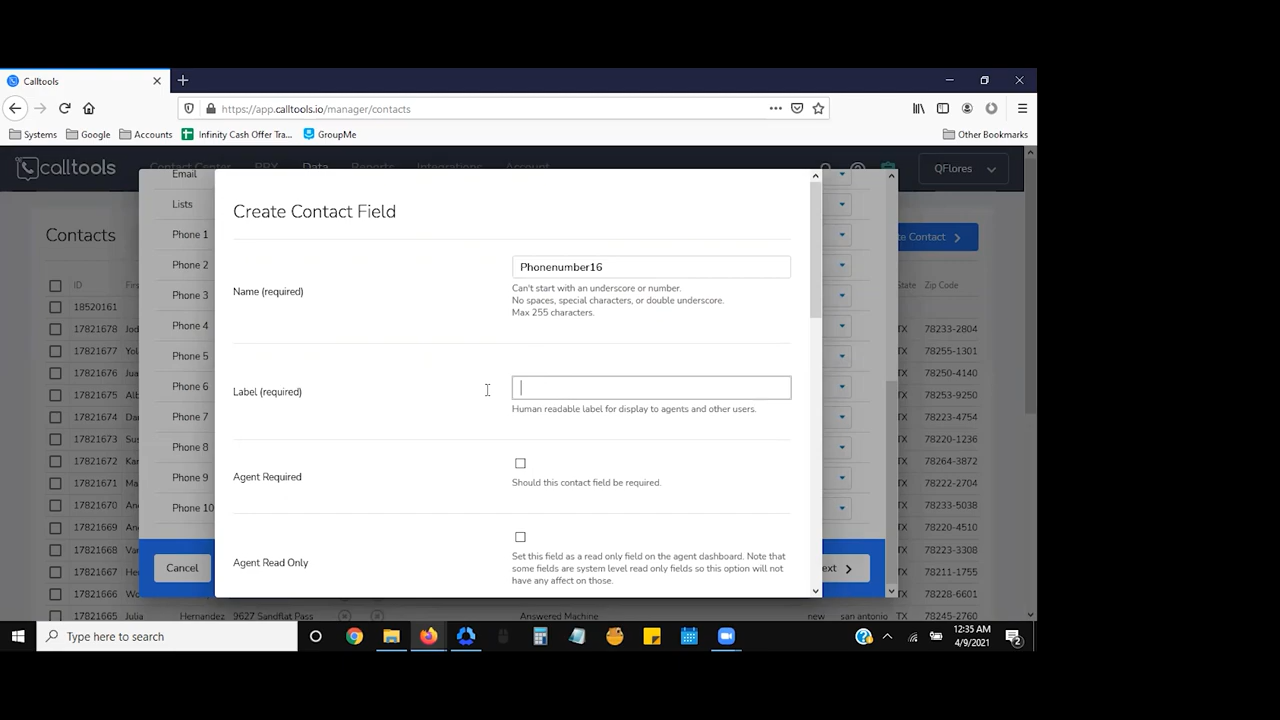 Calltools
https://app.calltools.io/manager/contacts
Systems
Google
Accounts
Infinity Cash Offer Tra...
GroupMe
Other Bookmarks
calltools
Contact Center
PBX
Data
Reports
Integrations
Account
QFlores
Contacts
Contact
ID
State
Zip Code
18520161
17821678
TX
78233-2804
17821677
TX
78255-1301
17821676
TX
78250-4140
17821675
TX
78253-9250
17821674
TX
78223-4754
17821673
TX
78220-1236
17821672
TX
78264-3872
17821671
TX
78222-2704
17821670
TX
78233-5038
17821669
TX
78220-4510
17821668
TX
78223-3308
17821667
TX
78211-1755
17821666
TX
78228-6601
17821665
Julia
Hernandez
9627 Sandflat Pass
Answered Machine
new
san antonio
TX
78245-2760
Email
Lists
Phone 1
Phone 2
Phone 3
Phone 4
Phone 5
Phone 6
Phone 7
Phone 8
Phone 9
Phone 10
Cancel
Create Contact Field
Name (required)
Phonenumber16
Can't start with an underscore or number.
No spaces, special characters, or double underscore.
Max 255 characters.
Label (required)
Human readable label for display to agents and other users.
Agent Required
Should this contact field be required.
Agent Read Only
Set this field as a read only field on the agent dashboard. Note that
some fields are system level read only fields so this option will not
have any affect on those.
Type here to search
12:35 AM
4/9/2021
2